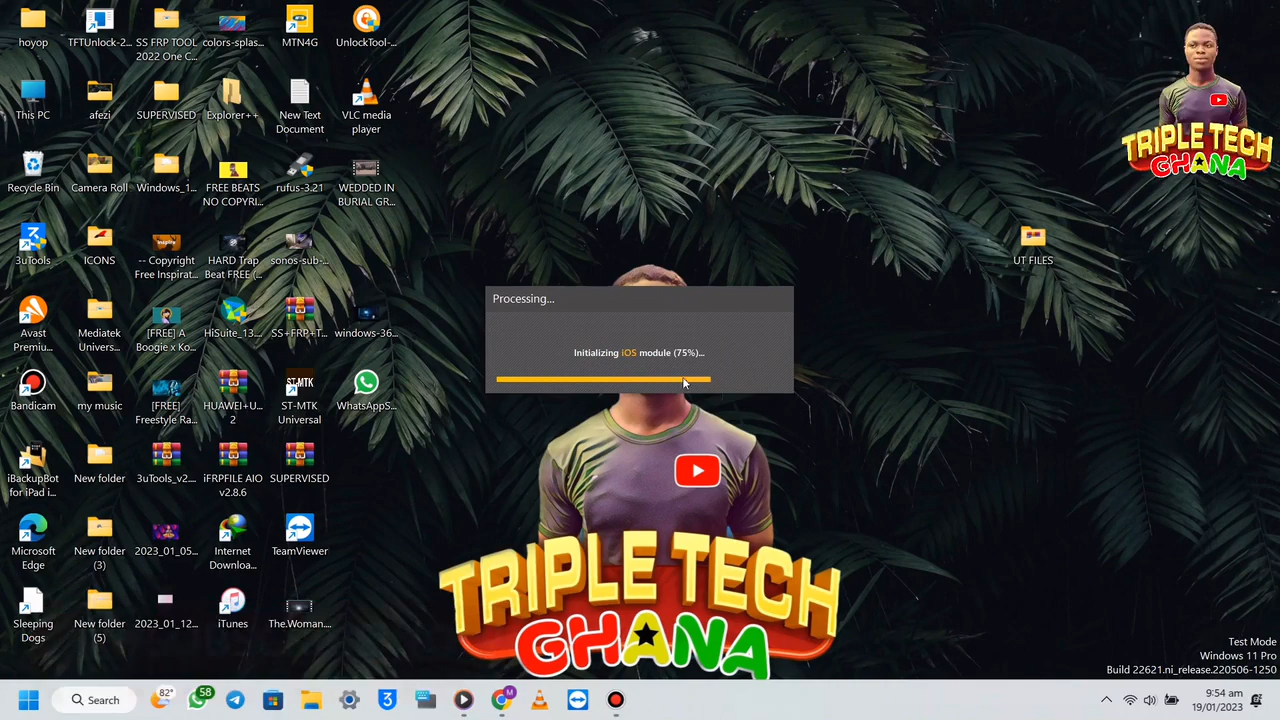 hoyop
TFTUnlock-2...
SS FRP TOOL
2022 One C...
colors-splas...
MTN4G
UnlockTool-...
This PC
afezi
SUPERVISED
Explorer++
New Text
Document
VLC media
player
Recycle Bin
Camera Roll
Windows_1...
FREE BEATS
NO COPYRI...
rufus-3.21
WEDDED IN
BURIAL GR...
3uTools
ICONS
-- Copyright
Free Inspirat...
HARD Trap
Beat FREE (...
sonos-sub-...
Avast
Premiu...
Mediatek
Univers...
[FREE] A
Boogie x Ko...
HiSuite_13....
SS+FRP+T...
windows-36...
Bandicam
my music
[FREE]
Freestyle Ra...
HUAWEI+U...
2
ST-MTK
ST-MTK
Universal
WhatsAppS...
iBackupBot
for iPad i...
New folder
3uTools_v2....
iFRPFILE AIO
v2.8.6
SUPERVISED
Microsoft
Edge
New folder
(3)
2023_01_05...
Internet
Downloa...
TeamViewer
Sleeping
Dogs
New folder
(5)
2023_01_12...
iTunes
The.Woman....
TRIPLE TECH
GHANA
UT FILES
Processing...
Initializing iOS module (75%)...
TRIPLE TECH
GHANA
Test Mode
Windows 11 Pro
Build 22621.ni_release.220506-1250
Search
82°
58
M
9:54 am
19/01/2023